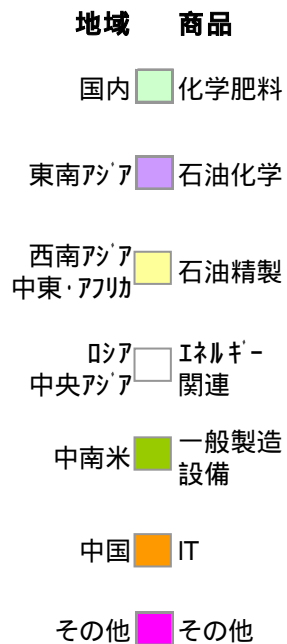 地域 商品
国内 化学肥料
東南ｱｼﾞｱ 石油化学
西南ｱｼﾞｱ
中東･ｱﾌﾘｶ
石油精製
ﾛｼｱ
中央ｱｼﾞｱ
ｴﾈﾙｷﾞｰ
関連
中南米
一般製造
設備
中国 IT
その他 その他